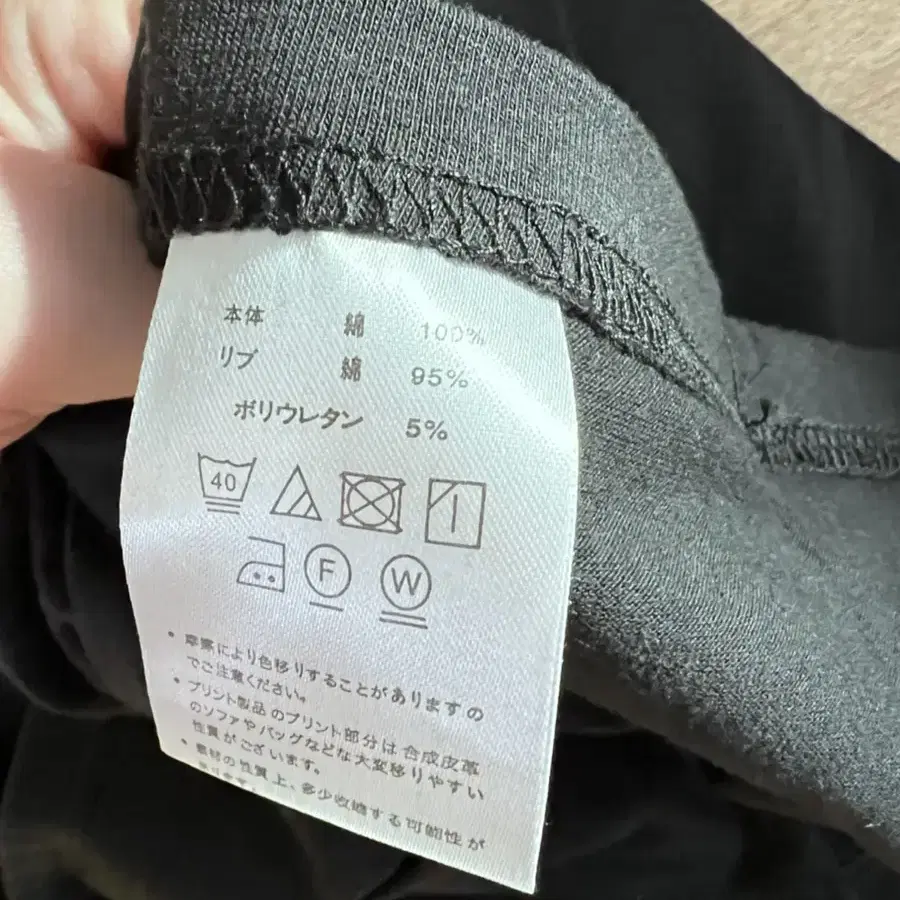 本体 綿 100%
リブ 綿 95%
ポリウレタン 5%
40
F W
• 摩擦により色移りすることがありますの
でご注意ください。
• プリント製品のプリント部分は合成皮革
のソファやバッグなどな大変移りやすい
性質がございます。
• 素材の性質上、多少収縮する可能性が
あります。